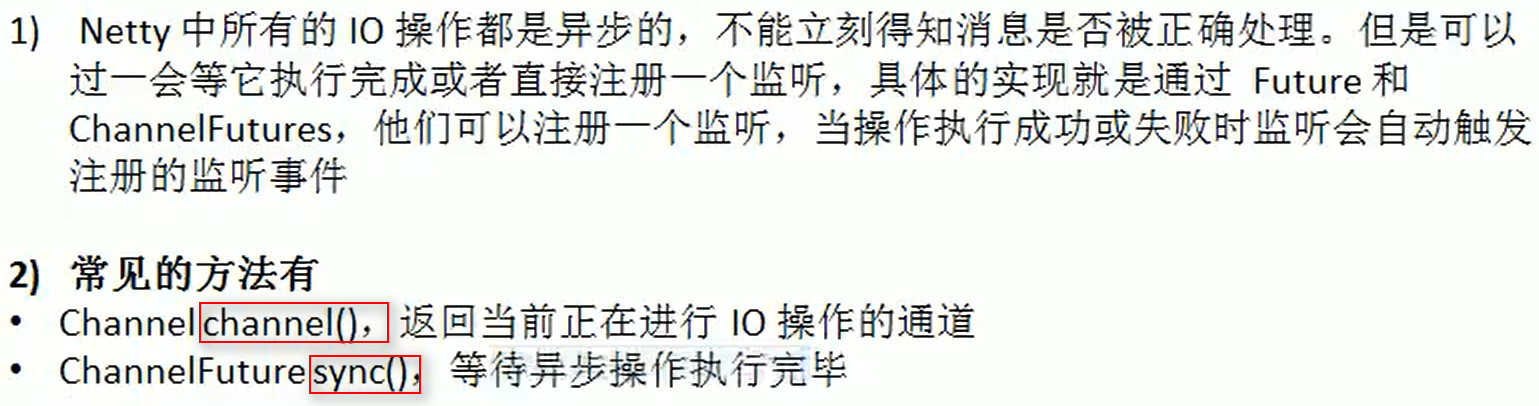 1) Netty 中所有的 IO 操作都是异步的，不能立刻得知消息是否被正确处理。但是可以
过一会等它执行完成或者直接注册一个监听，具体的实现就是通过 Future 和
ChannelFutures，他们可以注册一个监听，当操作执行成功或失败时监听会自动触发
注册的监听事件
2) 常见的方法有
• Channel channel()，返回当前正在进行 IO 操作的通道
• ChannelFuture sync()，等待异步操作执行完毕